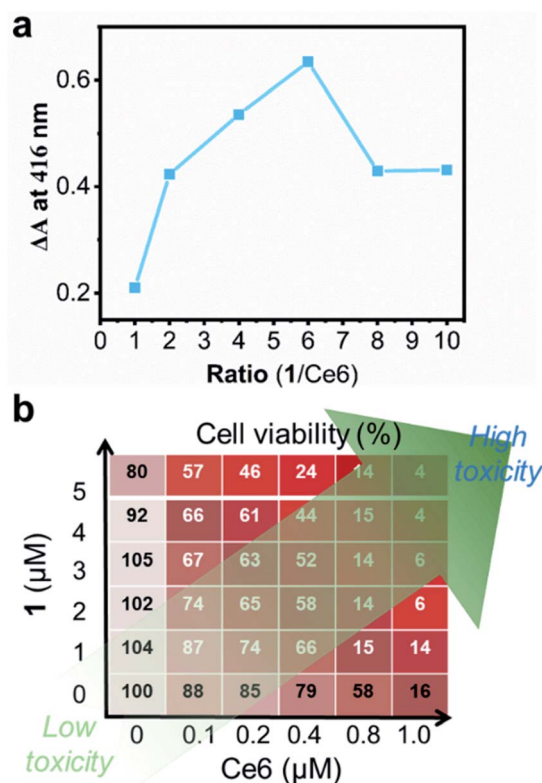 a
0.6
0.4
0.2
ΔA at 416 nm
0 1 2 3 4 5 6 7 8 9 10
Ratio (1/Ce6)
b
Cell viability (%)
High
toxicity
5 80 57 46 24 14 4
4 92 66 61 44 15 4
3 105 67 63 52 14 6
2 102 74 65 58 14 6
1 104 87 74 66 15 14
0 100 88 85 79 58 16
1 (μM)
Low
toxicity
0 0.1 0.2 0.4 0.8 1.0
Ce6 (μM)